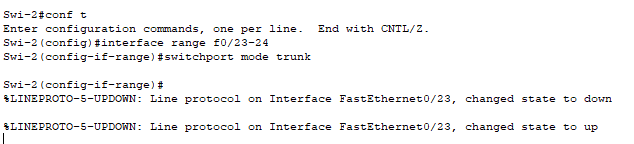 Swi-2#conf t
Enter configuration commands, one per line.  End with CNTL/Z.
Swi-2(config)#interface range f0/23-24
Swi-2(config-if-range)#switchport mode trunk
Swi-2(config-if-range)#
%LINEPROTO-5-UPDOWN: Line protocol on Interface FastEthernet0/23, changed state to down
%LINEPROTO-5-UPDOWN: Line protocol on Interface FastEthernet0/23, changed state to up